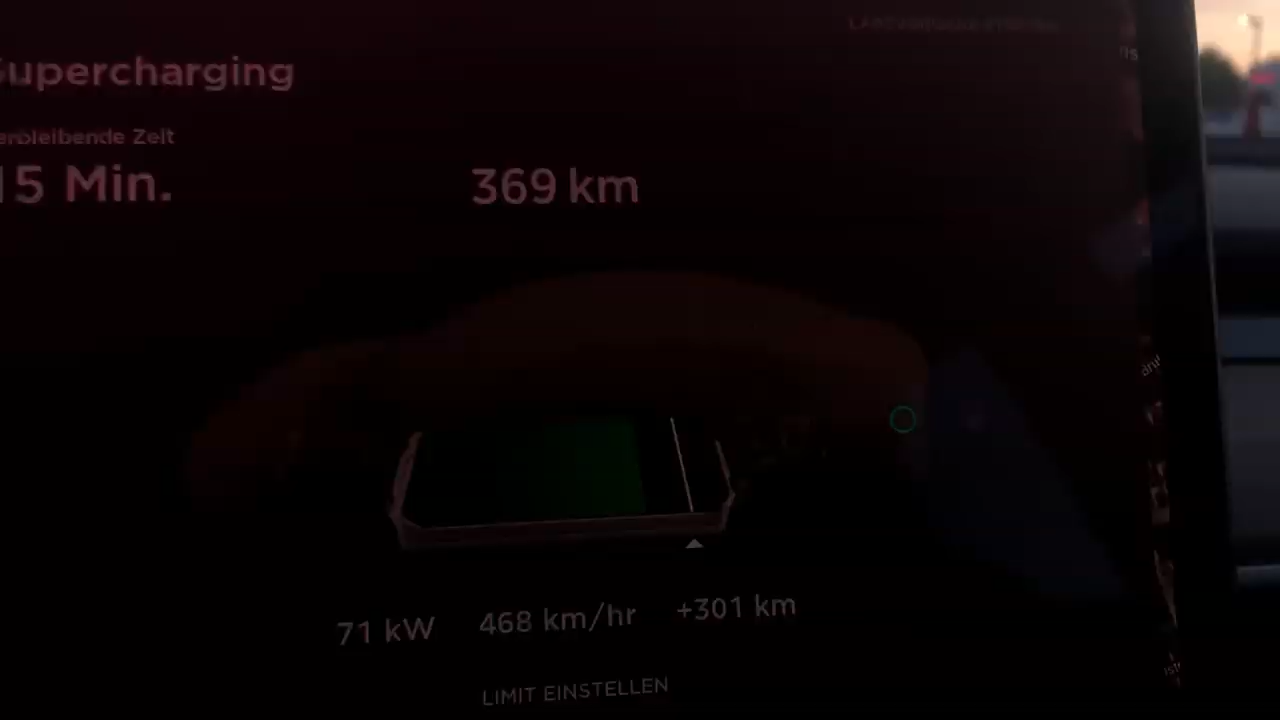 Supercharging
erbleibende Zeit
15 Min.
369 km
71 kW
468 km/hr
+301 km
LIMIT EINSTELLEN